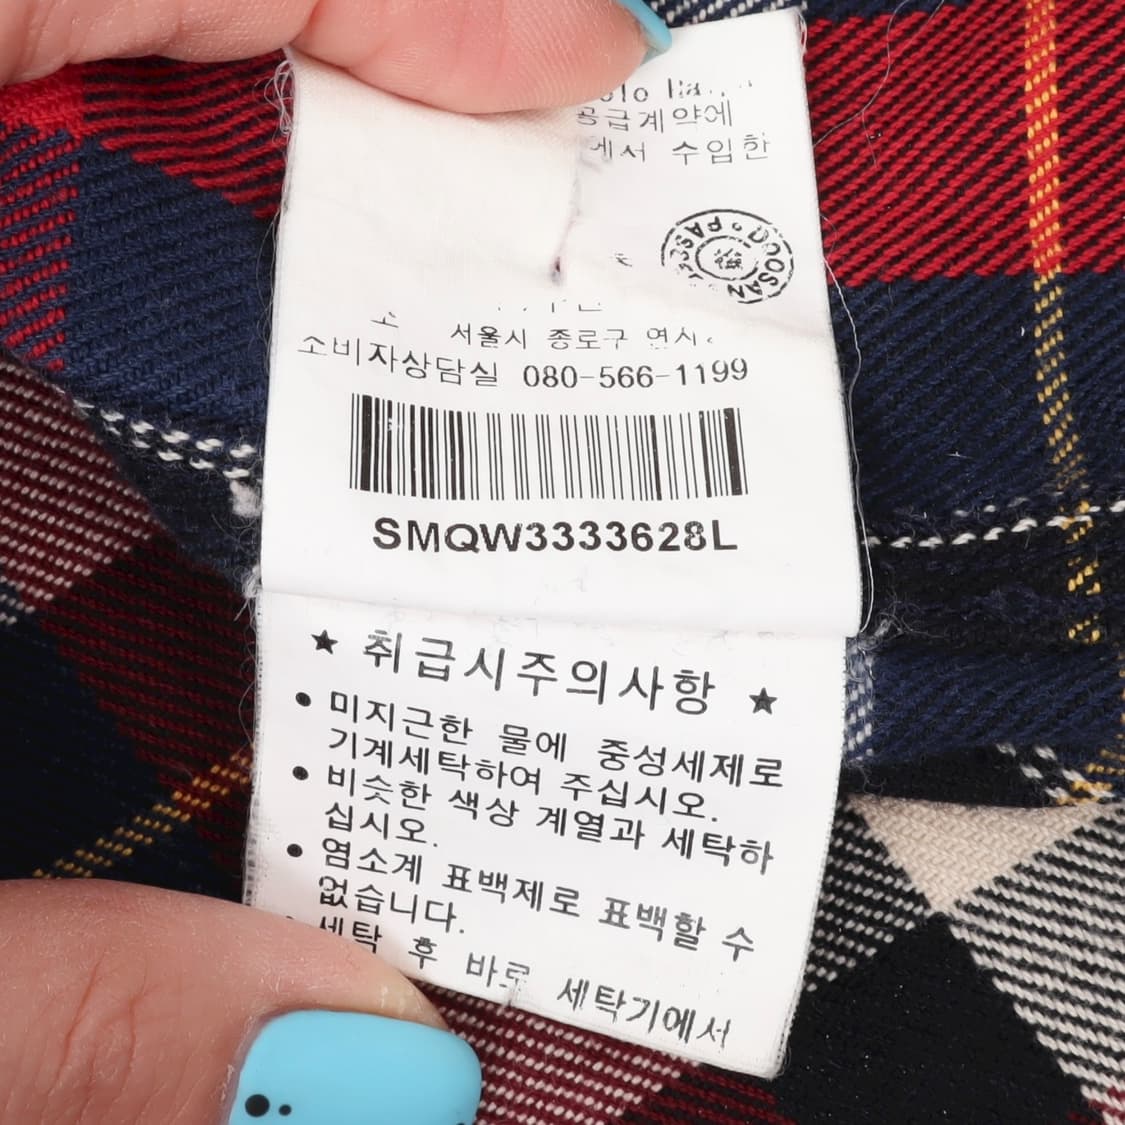 공급계약에
에서 수입한
DOOSAN
서울시 종로구
소비자상담실 080-566-1199
SMQW3333628L
★ 취급시주의사항 ★
● 미지근한 물에 중성세제로
기계세탁하여 주십시오.
● 비슷한 색상 계열과 세탁하
십시오.
● 염소계 표백제로 표백할 수
없습니다.
세탁 후 바로 세탁기에서